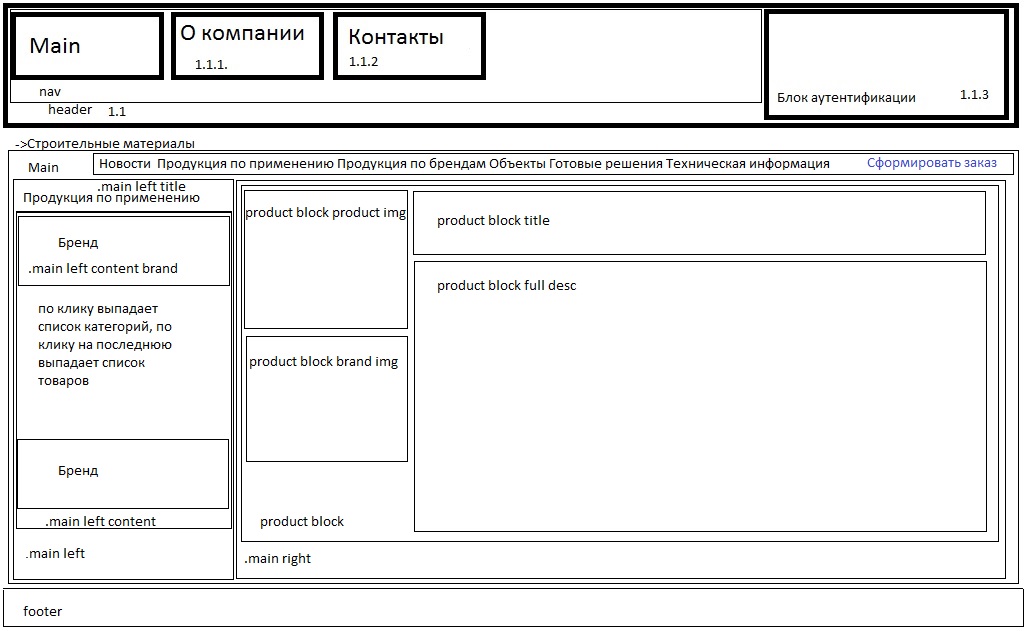 Main
О компании
1.1.1.
Контакты
1.1.2
Блок аутентификации
1.1.3
nav
header 1.1
->Строительные материалы
Main
Новости Продукция по применению Продукция по брендам Объекты Готовые решения Техническая информация
Сформировать заказ
.main left title
Продукция по применению
Бренд
.main left content brand
по клику выпадает
список категорий, по
клику на последнюю
выпадает список
товаров
Бренд
.main left content
.main left
product block product img
product block title
product block full desc
product block brand img
product block
.main right
footer